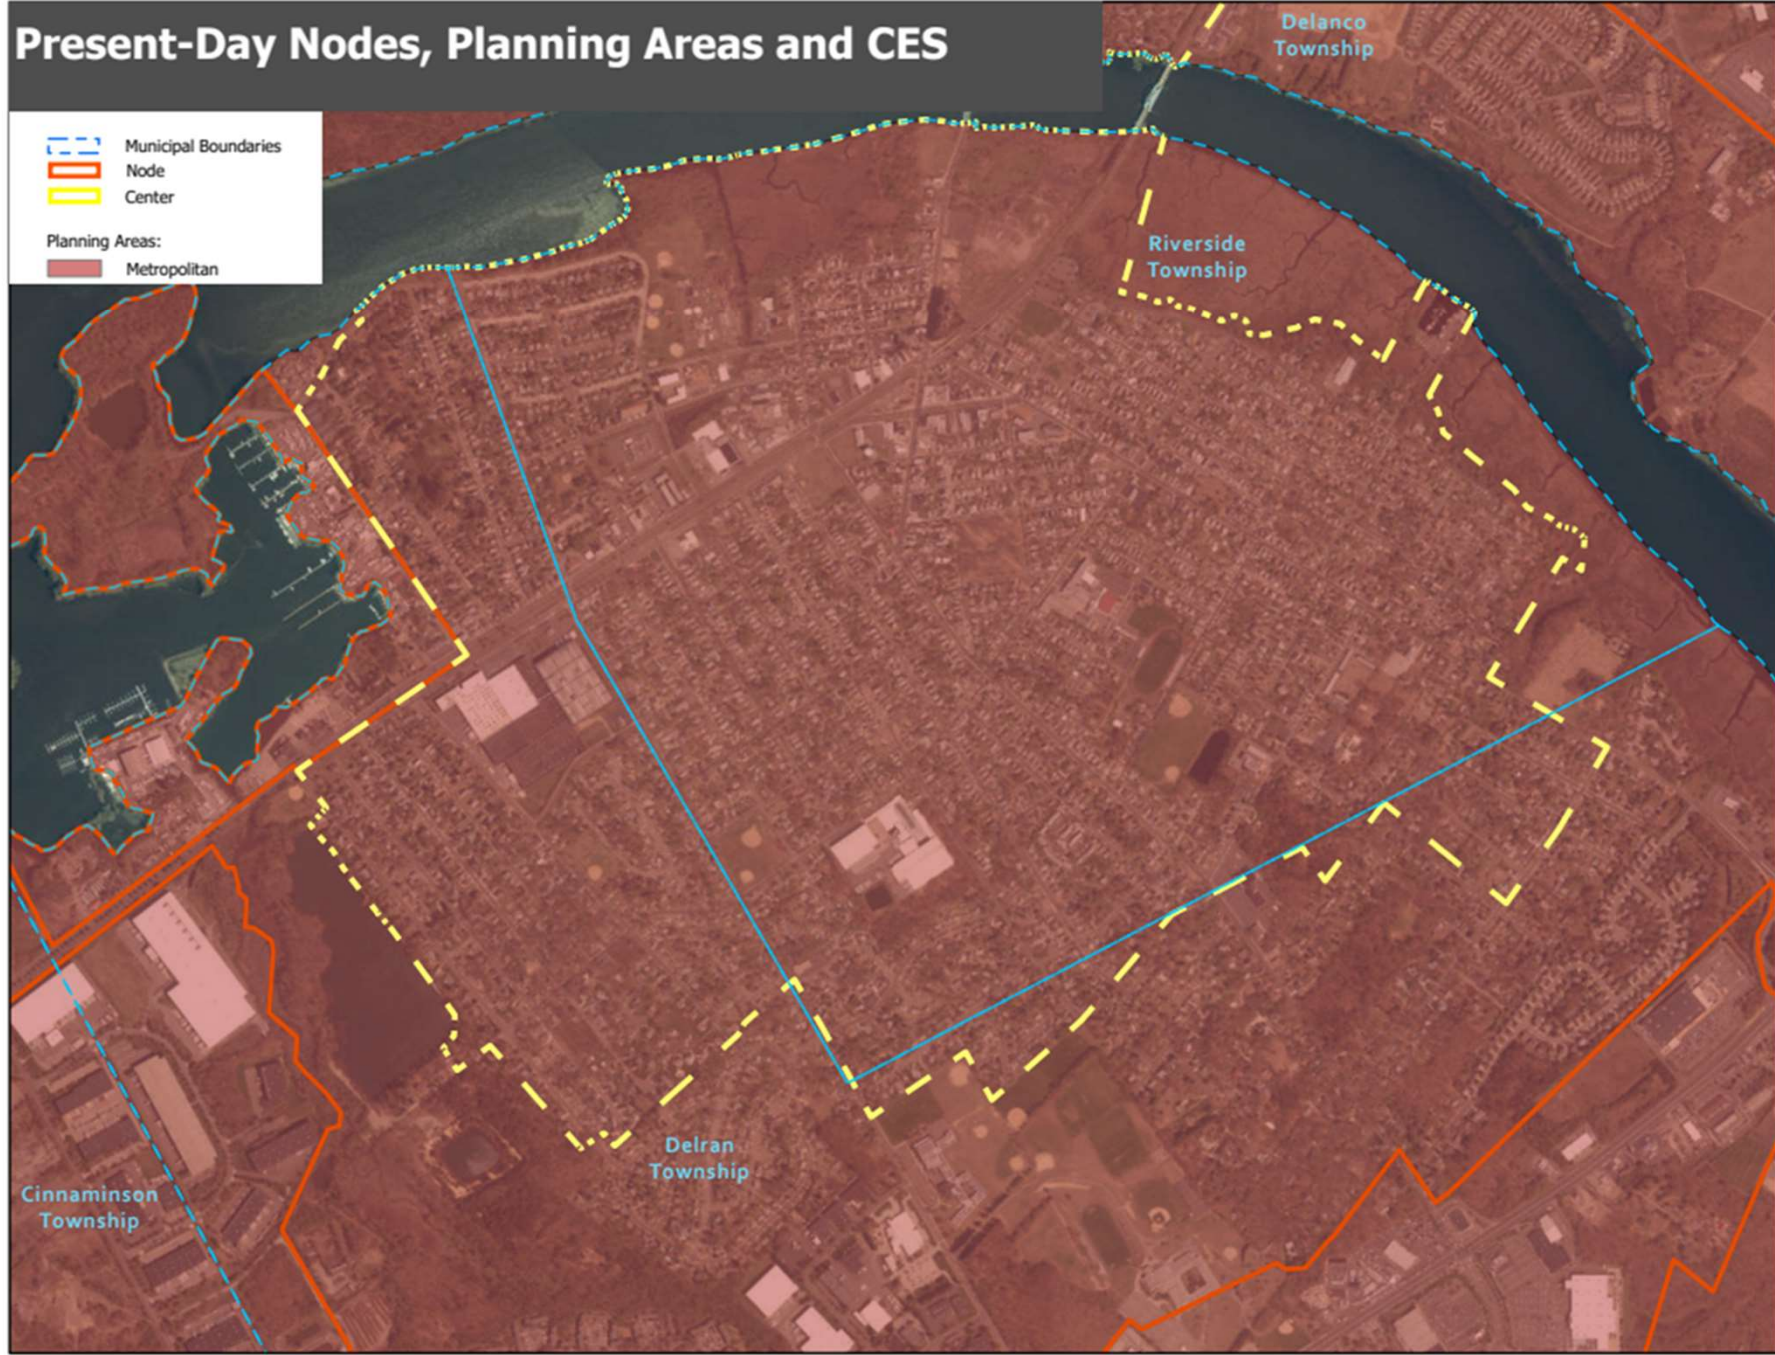 Present-Day Nodes, Planning Areas and CES
Delanco
Township
Municipal Boundaries
Node
Center
Planning Areas:
Metropolitan
Riverside
Township
Delran
Township
Cinnaminson
Township